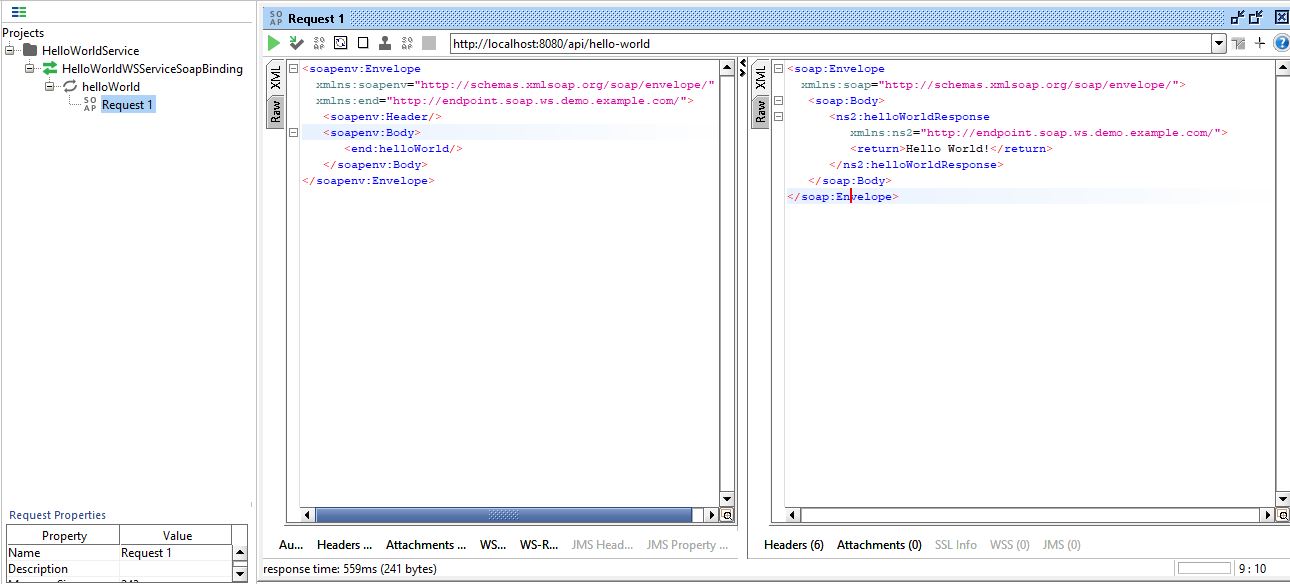 Projects
HelloWorldService
HelloWorldWSServiceSoapBinding
helloWorld
SO AP Request 1
Request Properties
Property Value
Name Request 1
Description
SO AP Request 1
http://localhost:8080/api/hello-world
XML
Raw
<soapenv:Envelope
xmlns:soapenv="http://schemas.xmlsoap.org/soap/envelope/"
xmlns:end="http://endpoint.soap.ws.demo.example.com/">
<soapenv:Header/>
<soapenv:Body>
<end:helloWorld/>
</soapenv:Body>
</soapenv:Envelope>
Au... Headers ... Attachments ... WS... WS-R... JMS Head... JMS Property ...
XML
Raw
<soap:Envelope
xmlns:soap="http://schemas.xmlsoap.org/soap/envelope/">
<soap:Body>
<ns2:helloWorldResponse
xmlns:ns2="http://endpoint.soap.ws.demo.example.com/">
<return>Hello World!</return>
</ns2:helloWorldResponse>
</soap:Body>
</soap:Envelope>
Headers (6) Attachments (0) SSL Info WSS (0) JMS (0)
response time: 559ms (241 bytes)
9 : 10